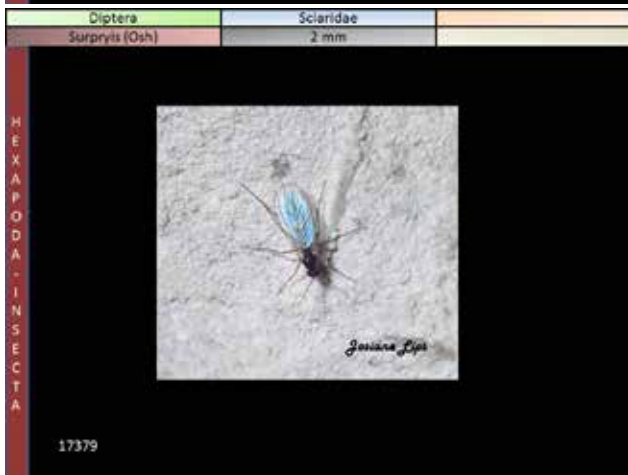 Diptera
Sciaridae
Surpryis (Osh)
2 mm
HEXAPODA-INSECTA
Josiane Lips
17379